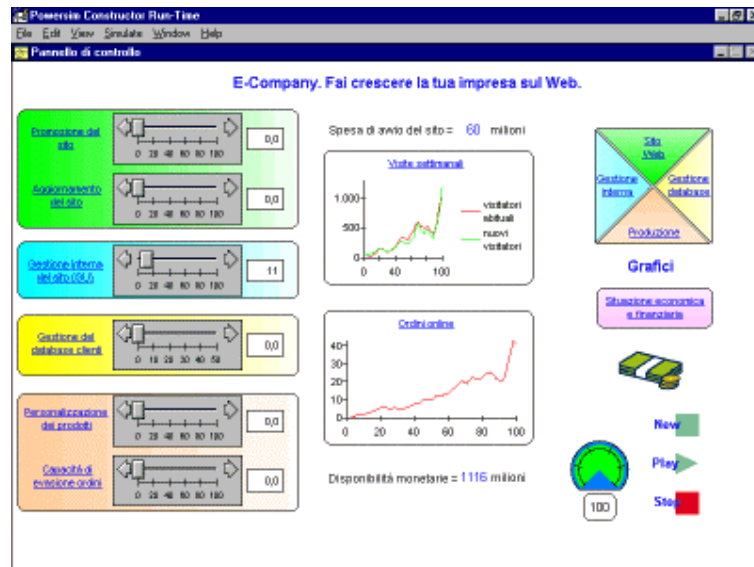 Powersim Constructor Run-Time
File Edit View Simulate Window Help
Pannello di controllo
E-Company. Fai crescere la tua impresa sul Web.
Promozione del
sito
0 20 40 60 80 100
0,0
Aggiornamento
del sito
0 20 40 60 80 100
0,0
Gestione interna
del sito (GU)
0 20 40 60 80 100
11
Gestione del
database clienti
0 10 20 30 40 50
0,0
Personalizzazione
dei prodotti
0 20 40 60 80 100
0,0
Capacità di
evasione ordini
0 20 40 60 80 100
0,0
Spesa di avvio del sito = 60 milioni
Visite settimanali
1.000
500
0
0 40 100
visitatori
abituali
nuovi
visitatori
Ordini online
40
30
20
10
0
0 20 40 60 80 100
Disponibilità monetarie = 1116 milioni
Sito
Web
Gestione
interna
Gestione
database
Produzione
Grafici
Situazione economica
e finanziaria
New
Play
Stop
100